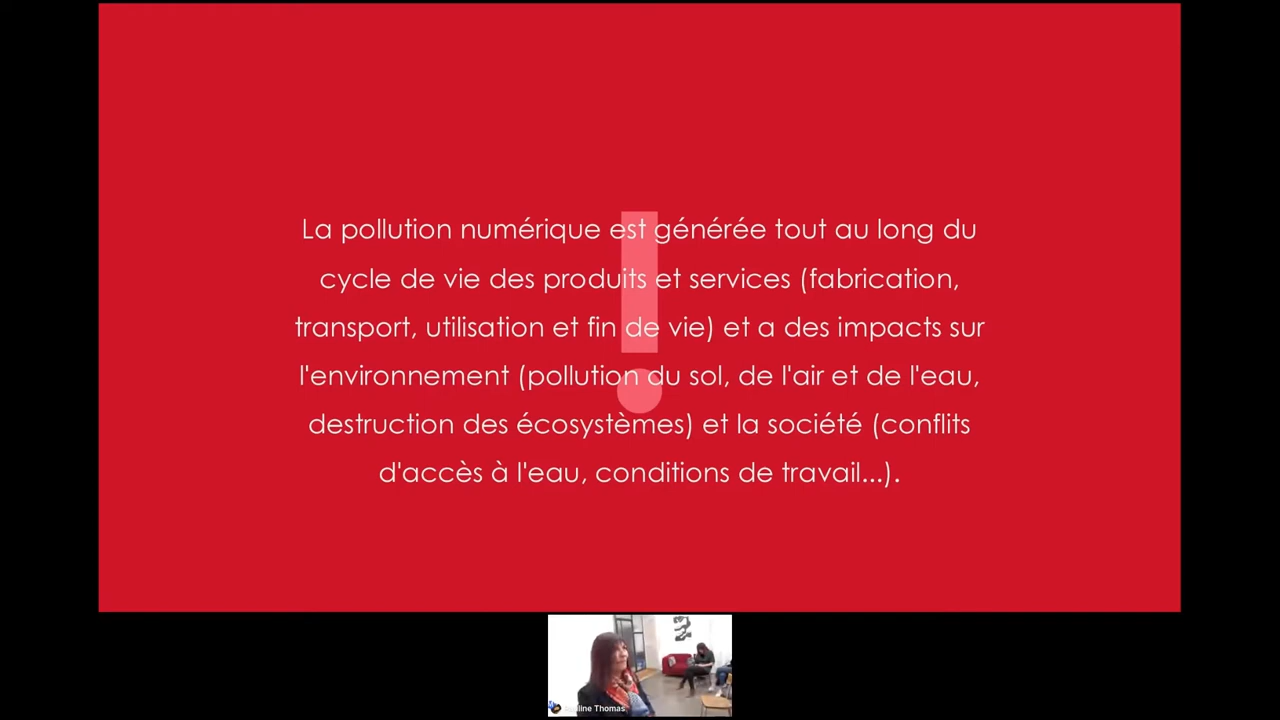 La pollution numérique est générée tout au long du
cycle de vie des produits et services (fabrication,
transport, utilisation et fin de vie) et a des impacts sur
l'environnement (pollution du sol, de l'air et de l'eau,
destruction des écosystèmes) et la société (conflits
d'accès à l'eau, conditions de travail...).
Thomas